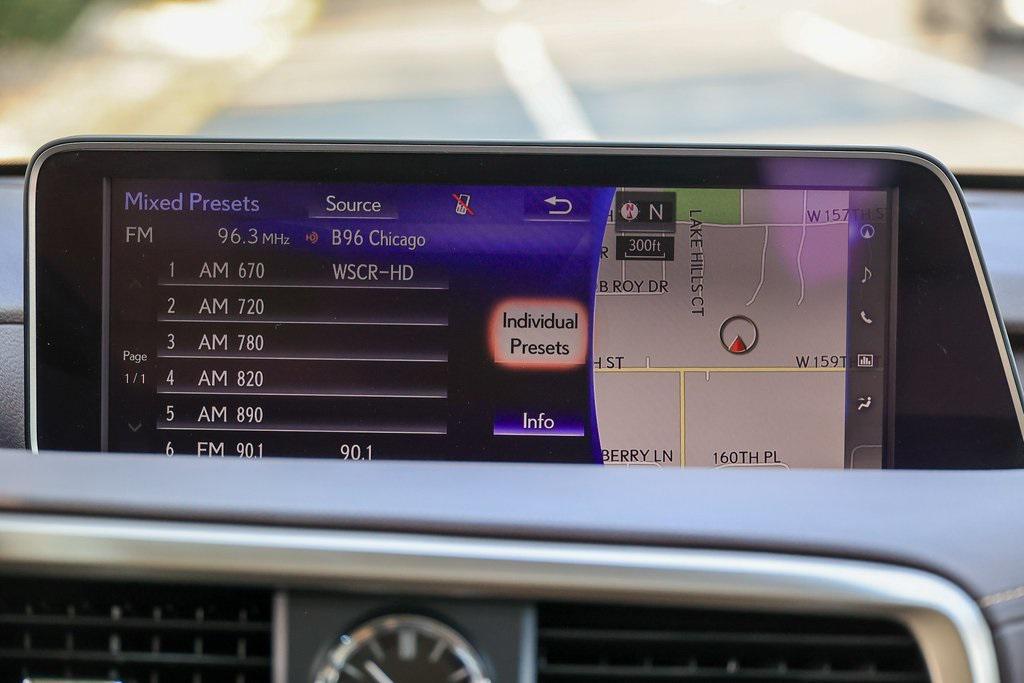 Mixed Presets
Source
FM
96.3 MHz
B96 Chicago
1 AM 670 WSCR-HD
2 AM 720
3 AM 780
4 AM 820
5 AM 890
6 FM 90.1 90.1
Page
1/1
Individual
Presets
Info
N
300ft
W 157TH S
LAKE HILLS CT
B ROY DR
H ST
W 159TH
BERRY LN
160TH PL